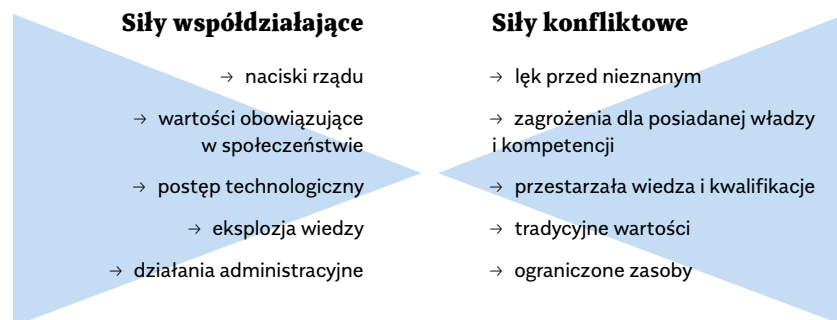 Siły współdziałające
→ naciski rządu
→ wartości obowiązujące
w społeczeństwie
→ postęp technologiczny
→ eksplozja wiedzy
→ działania administracyjne
Siły konfliktowe
→ lęk przed nieznanym
→ zagrożenia dla posiadanej władzy
i kompetencji
→ przestarzała wiedza i kwalifikacje
→ tradycyjne wartości
→ ograniczone zasoby